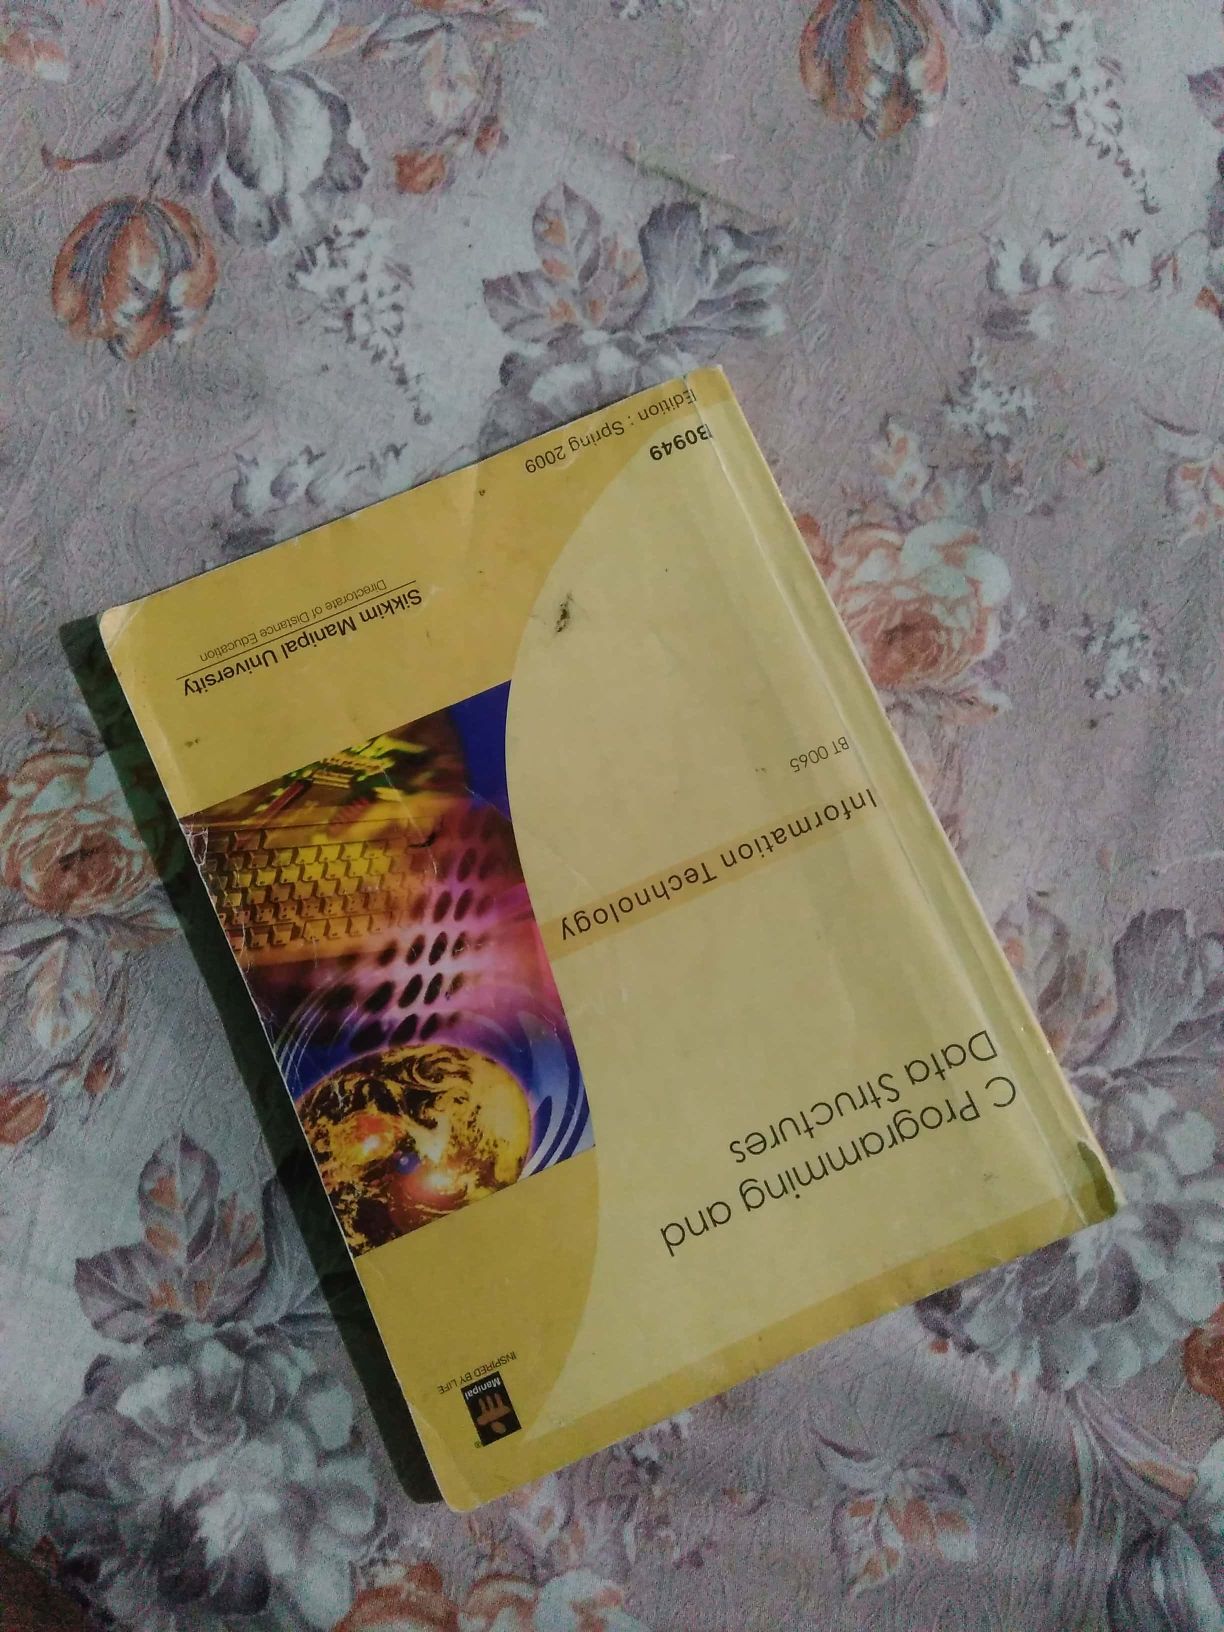 Manipal
INSPIRED BY LIFE
C Programming and
Data Structures
Information Technology
BT 0065
Sikkim Manipal University
Directorate of Distance Education
B0949
Edition : Spring 2009